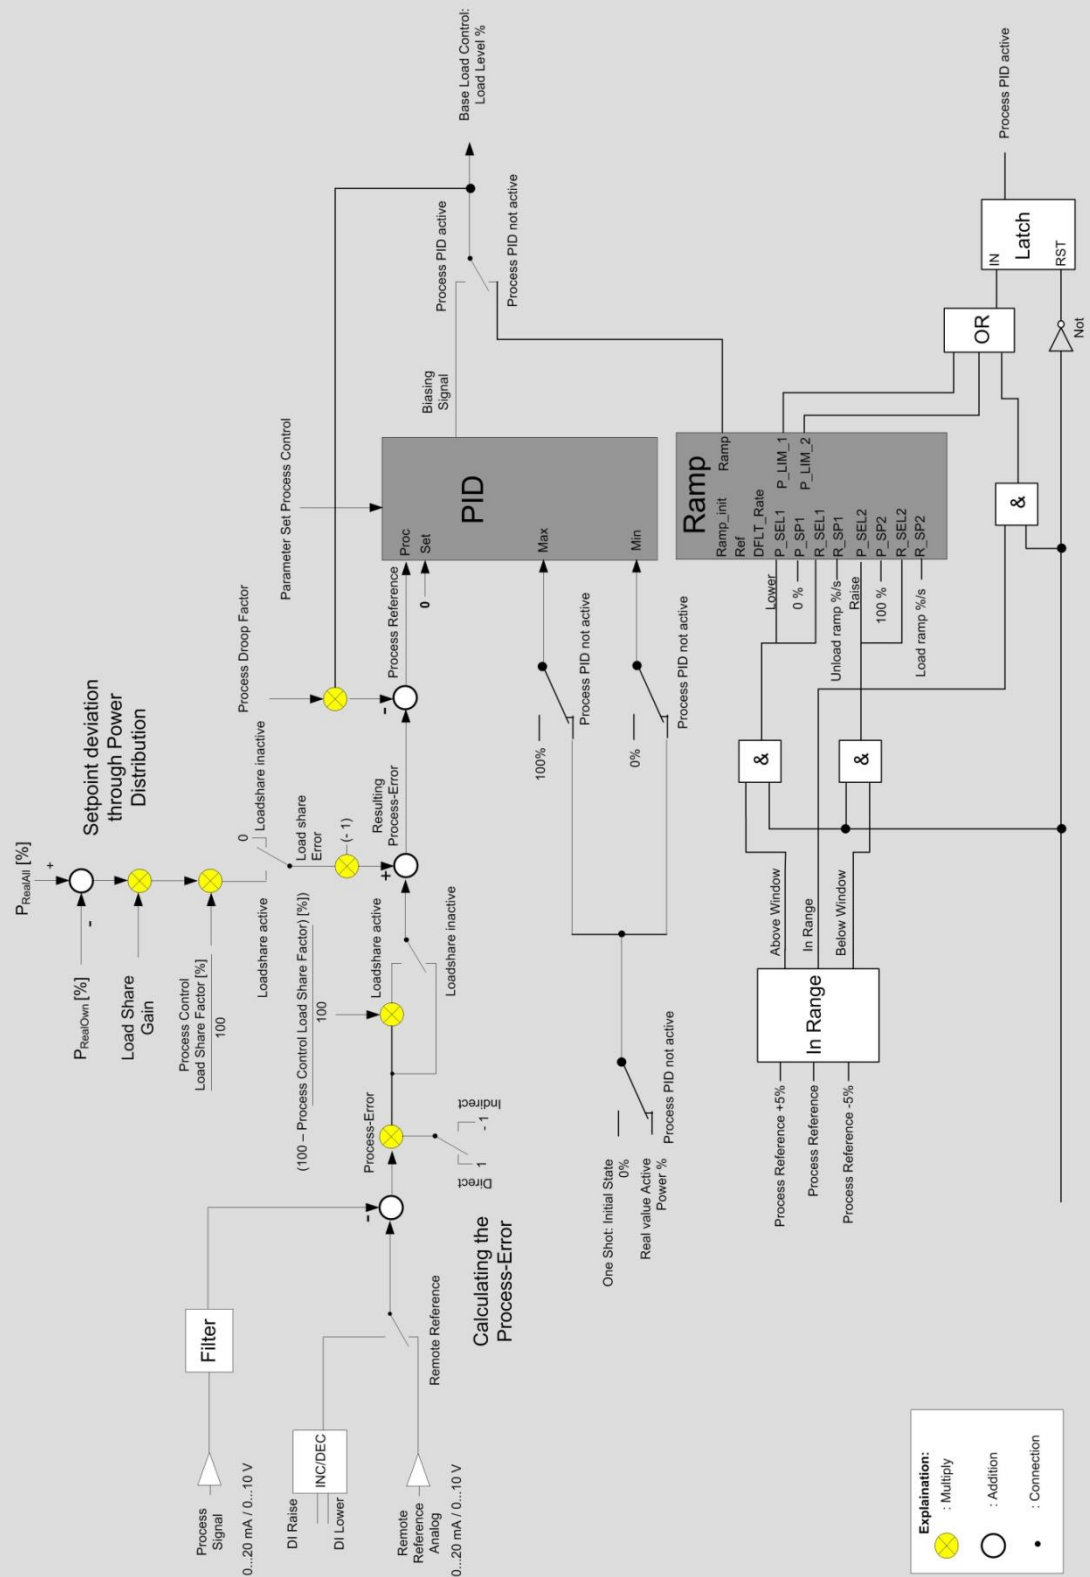 P_RealAll [%]
+
-
P_RealOwn [%]
Load Share
Gain
Process Control
Load Share Factor [%]
100
Setpoint deviation
through Power
Distribution
Loadshare active
Loadshare inactive
0
Load share
Error
(- 1)
Process Signal
0...20 mA / 0...10 V
Filter
DI Raise
DI Lower
INC/DEC
Remote
Reference
Analog
0...20 mA / 0...10 V
Remote Reference
Calculating the
Process-Error
-
Process-Error
Direct
1
- 1
Indirect
(100 – Process Control Load Share Factor) [%]
100
Loadshare active
Loadshare inactive
+
Resulting
Process-Error
Process Droop Factor
-
Process Reference
Parameter Set Process Control
0
Proc
Set
PID
Max
Min
Biasing
Signal
Process PID active
Process PID not active
Base Load Control:
Load Level %
100%
Process PID not active
0%
Process PID not active
One Shot: Initial State
0%
Real value Active
Power %
Process PID not active
Ramp
Ramp_init
Ref
DFLT_Rate
P_SEL1
P_SP1
R_SEL1
R_SP1
P_SEL2
P_SP2
R_SEL2
R_SP2
Ramp
P_LIM_1
P_LIM_2
Lower
0 %
Unload ramp %/s
Raise
100 %
Load ramp %/s
Process Reference +5%
Process Reference
Process Reference -5%
In Range
Above Window
In Range
Below Window
&
&
&
OR
Not
IN
Latch
RST
Process PID active
Explaination:
: Multiply
: Addition
: Connection